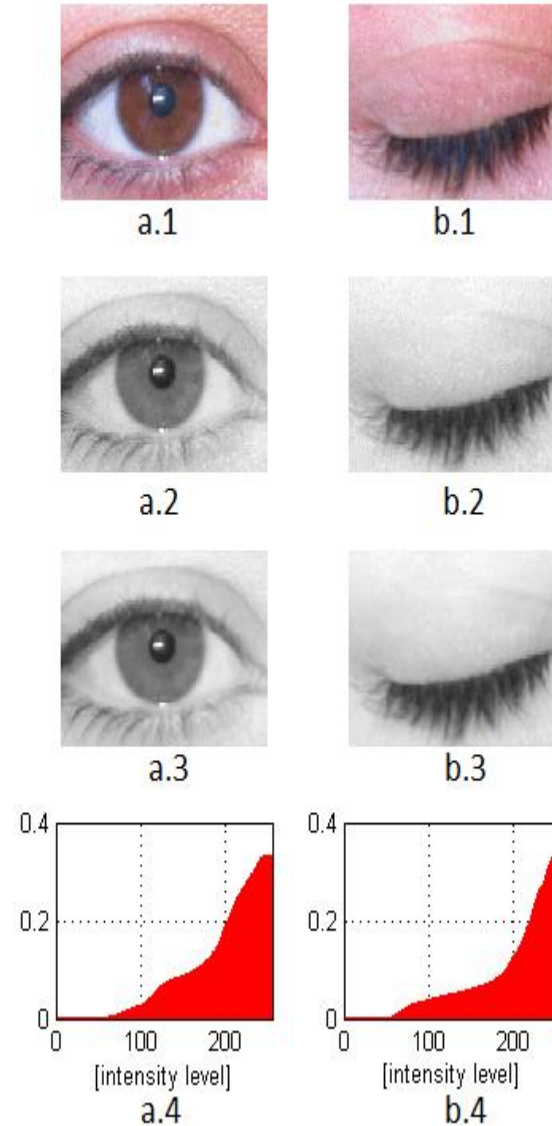 a.1 b.1
a.2 b.2
a.3 b.3
0.4 0.4
0.2 0.2
0 0
0 100 200 0 100 200
[intensity level] [intensity level]
a.4 b.4